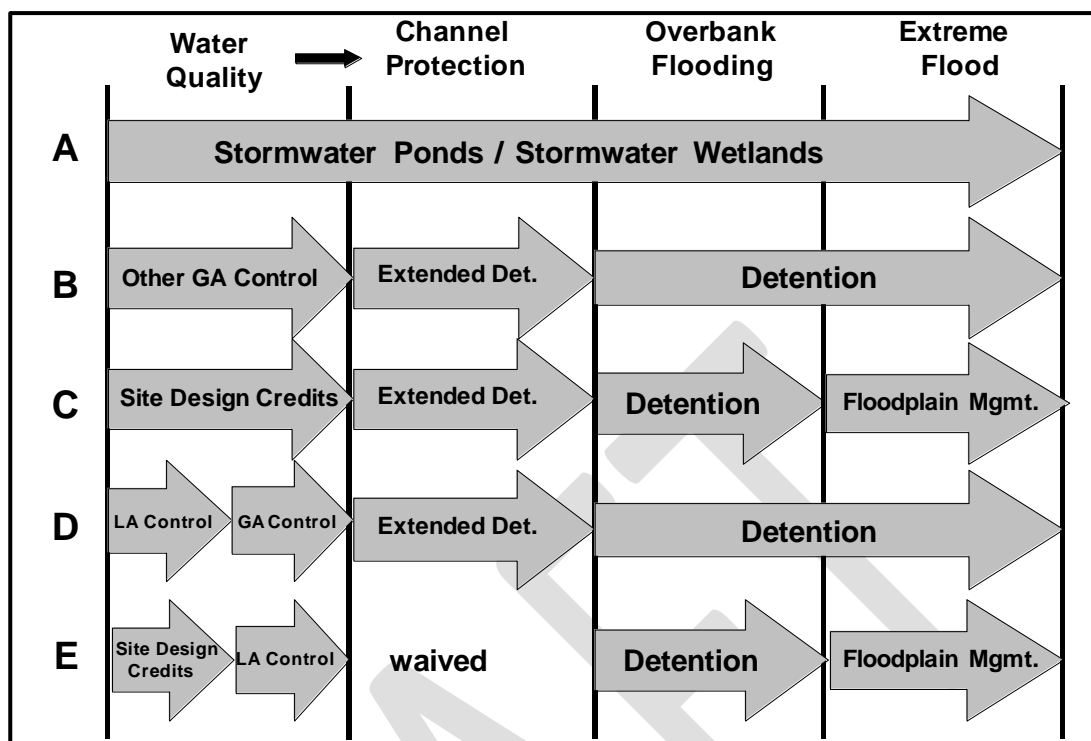 Water Quality
Channel Protection
Overbank Flooding
Extreme Flood
A
Stormwater Ponds / Stormwater Wetlands
B
Other GA Control
Extended Det.
Detention
C
Site Design Credits
Extended Det.
Detention
Floodplain Mgmt.
D
LA Control
GA Control
Extended Det.
Detention
E
Site Design
Credits
LA Control
waived
Detention
Floodplain Mgmt.